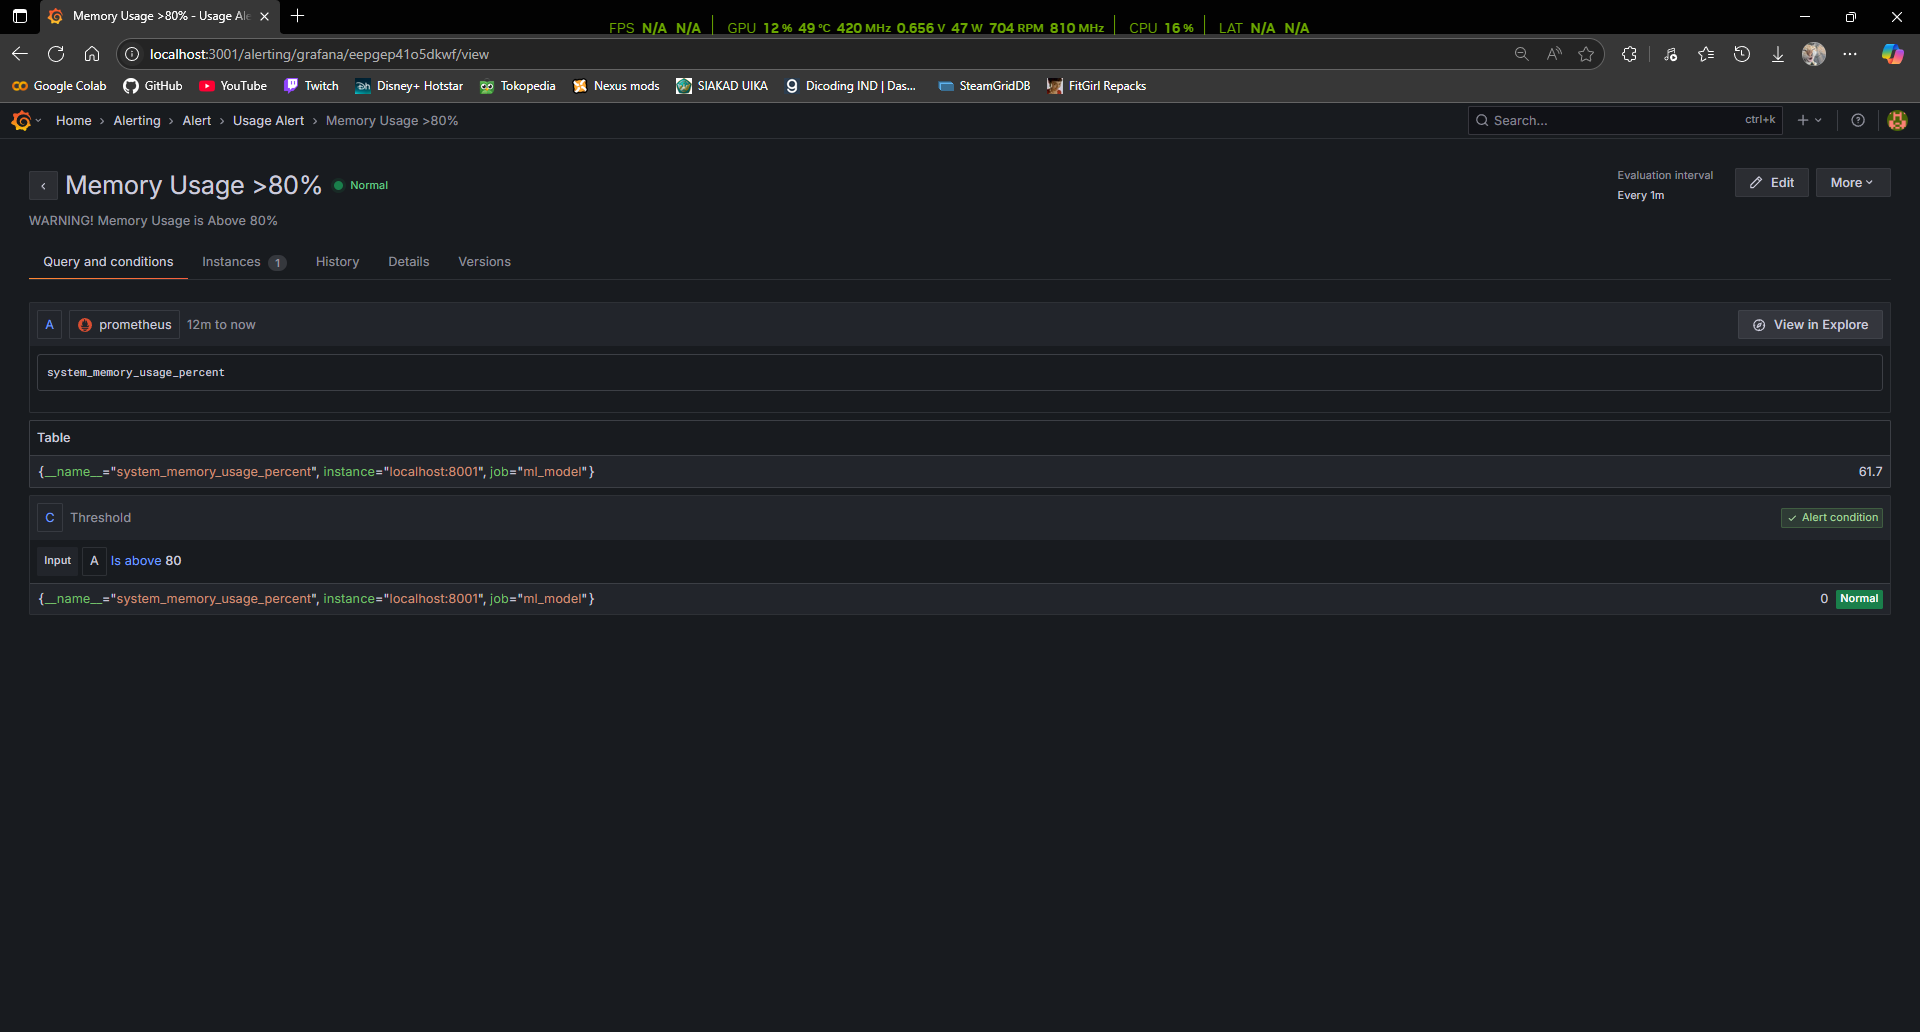 Memory Usage >80% - Usage Ale
FPS N/A N/A GPU 12 % 49 °C 420 MHz 0.656 V 47 W 704 RPM 810 MHz CPU 16 % LAT N/A N/A
localhost:3001/alerting/grafana/eepgep41o5dkwf/view
Google Colab GitHub YouTube Twitch Disney+ Hotstar Tokopedia Nexus mods SIAKAD UIKA Dicoding IND | Das... SteamGridDB FitGirl Repacks
Home › Alerting › Alert › Usage Alert › Memory Usage >80% Search... ctrl+k
Memory Usage >80% Normal
Evaluation interval
Every 1m
Edit More
WARNING! Memory Usage is Above 80%
Query and conditions Instances 1 History Details Versions
A prometheus 12m to now View in Explore
system_memory_usage_percent
Table
{__name__="system_memory_usage_percent", instance="localhost:8001", job="ml_model"} 61.7
C Threshold Alert condition
Input A Is above 80
{__name__="system_memory_usage_percent", instance="localhost:8001", job="ml_model"} 0 Normal